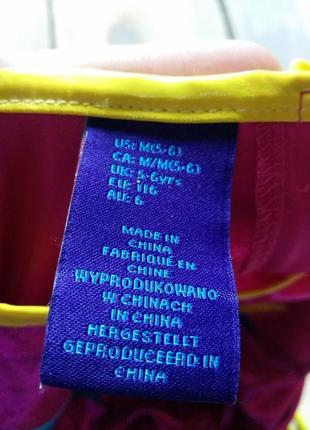 US: M(5-6)
CA: M/M(5-6)
UK: 5-6yrs
EU: 116
AU: 6
MADE IN
CHINA
FABRIQUÉ EN
CHINE
WYPRODUKOWANO
W CHINACH
IN CHINA
HERGESTELLT
GEPRODUCEERD IN
CHINA